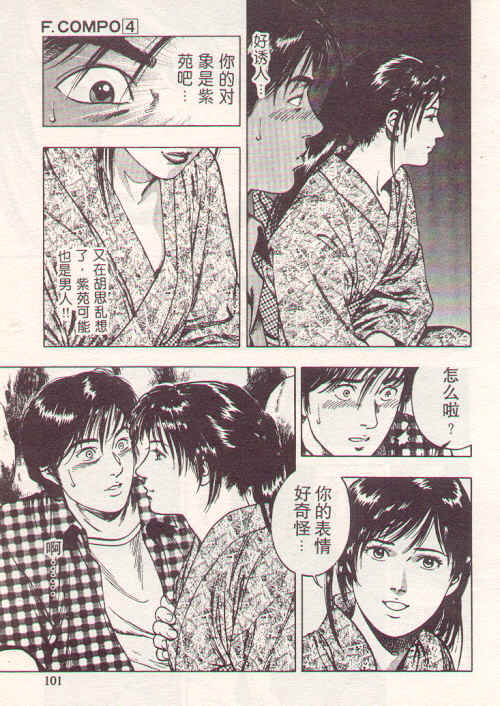 F. COMPO 4
好诱人…
你的对
象是紫
苑吧…
又在胡思乱想
了，紫苑可能
也是男人!!
怎么啦？
你的表情
好奇怪…
啊……
101